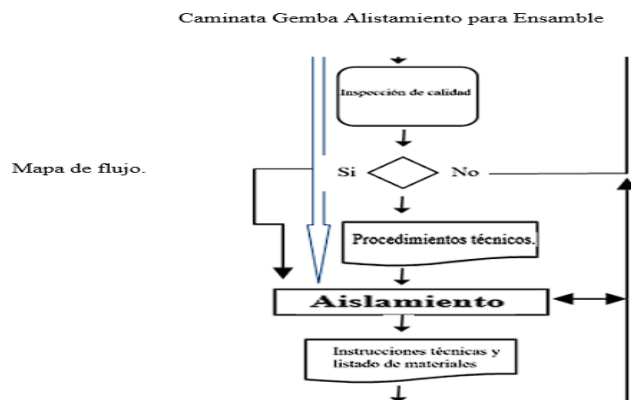 Caminata Gemba Alistamiento para Ensamble
Inspección de calidad
Mapa de flujo.
Si
No
Procedimientos técnicos.
Aislamiento
Instrucciones técnicas y
listado de materiales